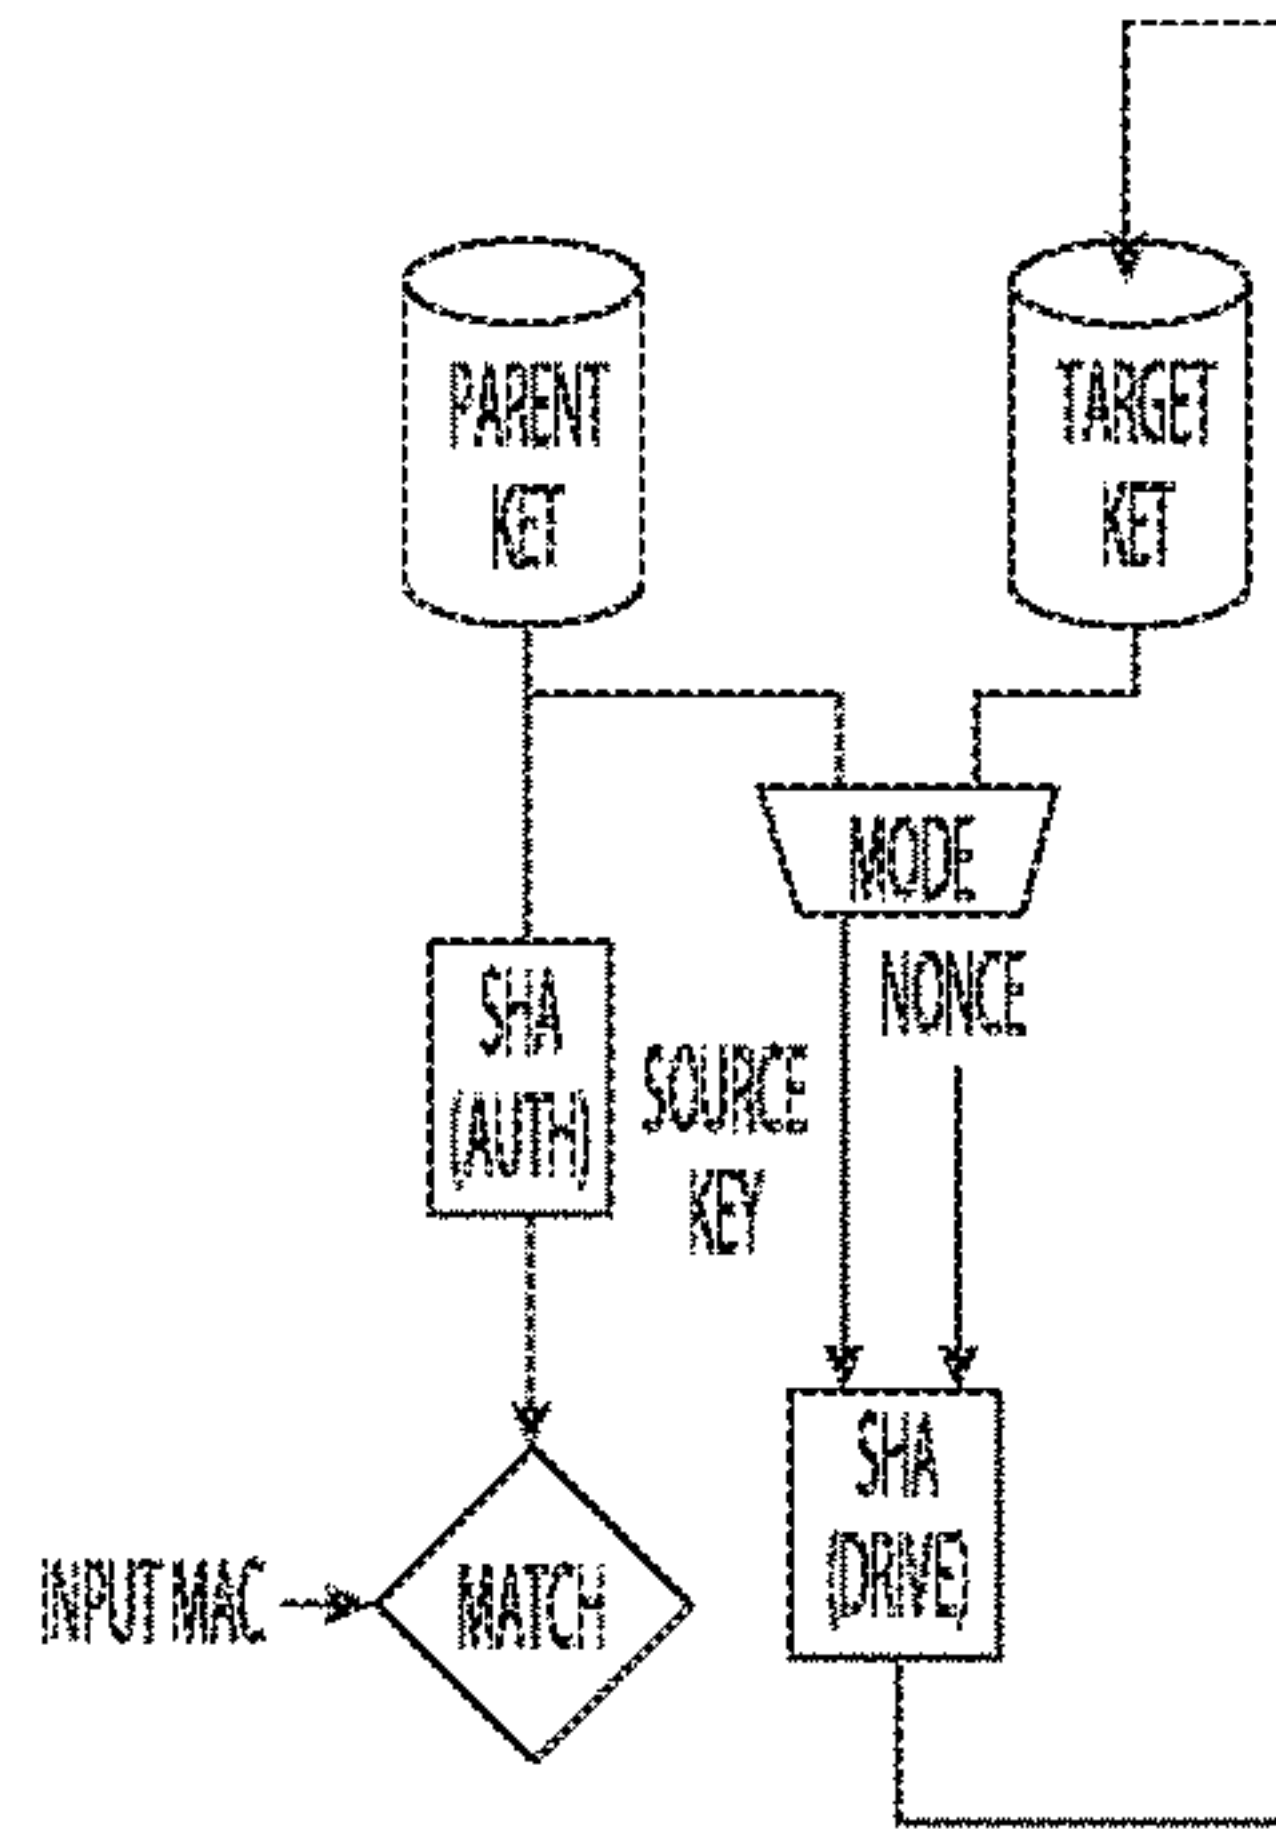 PARENT
KET
TARGET
KET
MODE
NONCE
SHA
(AUTH)
SOURCE
KEY
SHA
(DRIVE)
INPUT MAC
MATCH